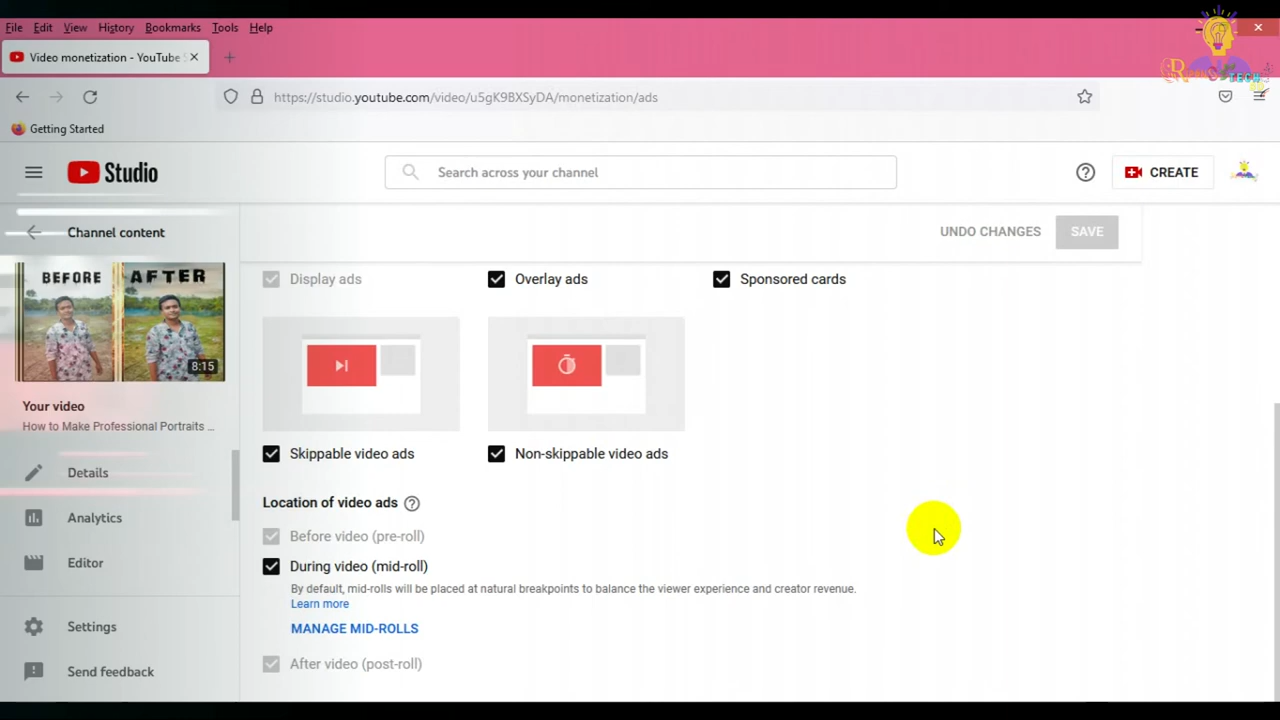 File Edit View History Bookmarks Tools Help
Video monetization - YouTube S
https://studio.youtube.com/video/u5gK9BXSyDA/monetization/ads
Getting Started
Studio
Search across your channel
CREATE
Channel content
UNDO CHANGES
SAVE
BEFORE
AFTER
8:15
Your video
How to Make Professional Portraits ...
Details
Analytics
Editor
Settings
Send feedback
Display ads
Overlay ads
Sponsored cards
Skippable video ads
Non-skippable video ads
Location of video ads
Before video (pre-roll)
During video (mid-roll)
By default, mid-rolls will be placed at natural breakpoints to balance the viewer experience and creator revenue.
Learn more
MANAGE MID-ROLLS
After video (post-roll)